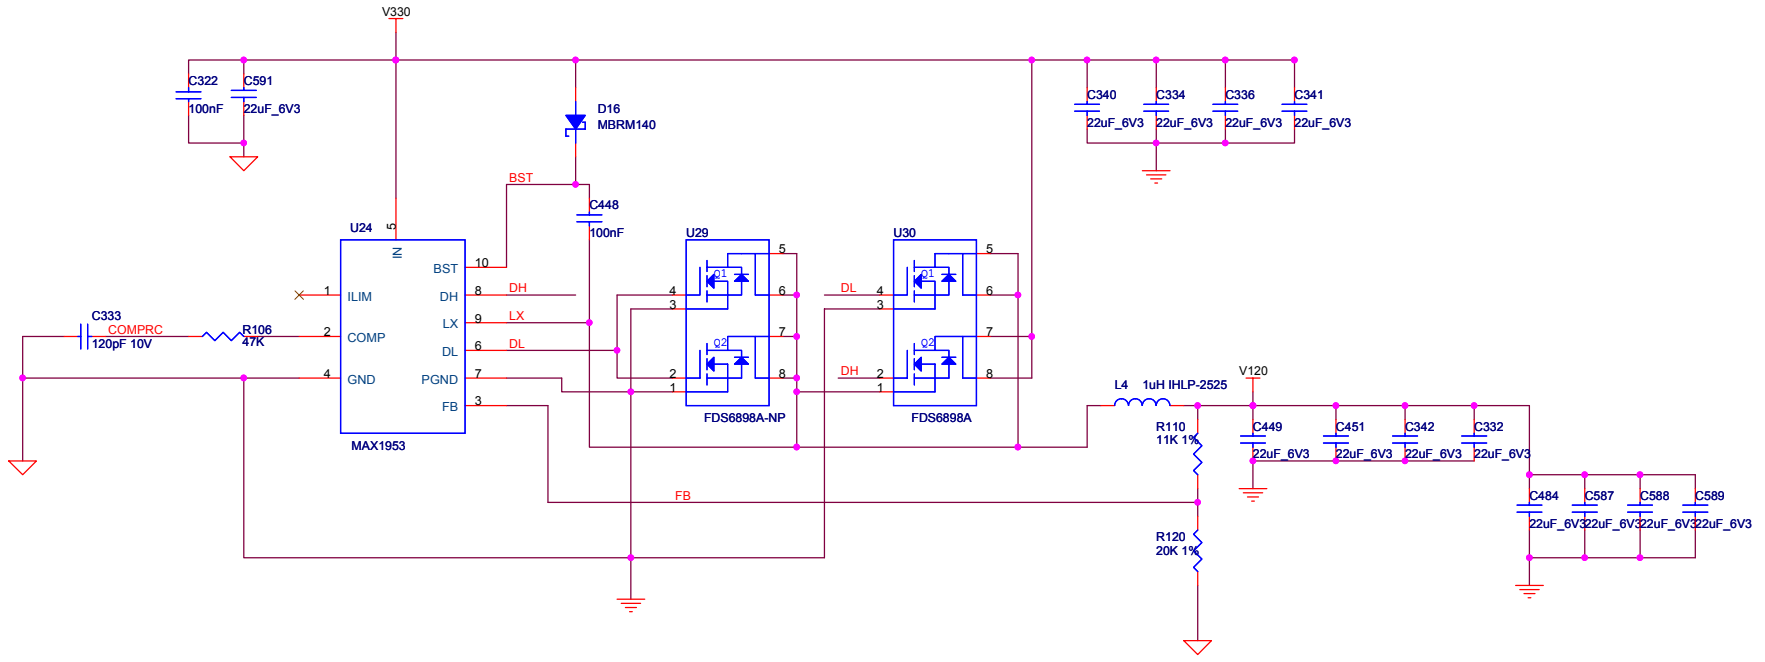 V330
C322
100nF
C591
22uF_6V3
D16
MBRM140
C340
22uF_6V3
C334
22uF_6V3
C336
22uF_6V3
C341
22uF_6V3
BST
C448
100nF
U24
5
IN
1
ILIM
2
COMP
4
GND
BST
10
DH
8
DH
LX
9
LX
DL
6
DL
PGND
7
FB
3
MAX1953
C333
COMPRC
120pF 10V
R106
47K
U29
Q1
Q2
4
3
2
1
5
6
7
8
FDS6898A-NP
U30
Q1
Q2
DL
4
3
DH
2
1
5
6
7
8
FDS6898A
L4
1uH IHLP-2525
V120
R110
11K 1%
C449
22uF_6V3
C451
22uF_6V3
C342
22uF_6V3
C332
22uF_6V3
FB
R120
20K 1%
C484
22uF_6V3
C587
22uF_6V3
C588
22uF_6V3
C589
22uF_6V3